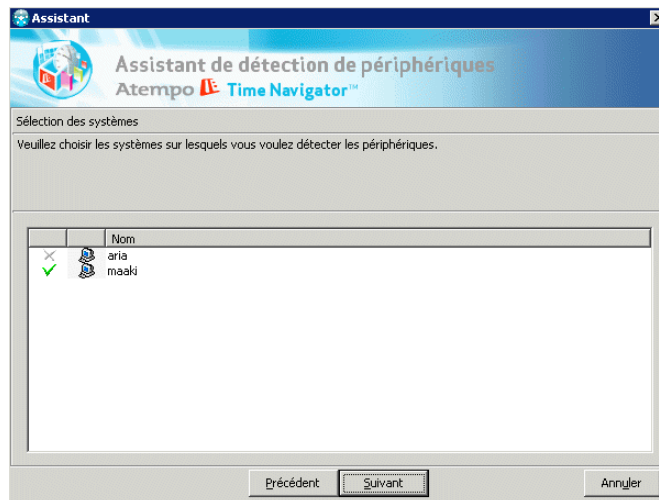 Assistant
Assistant de détection de périphériques
Atempo Time Navigator™
Sélection des systèmes
Veuillez choisir les systèmes sur lesquels vous voulez détecter les périphériques.
Nom
aria
maaki
Précédent Suivant Annuler